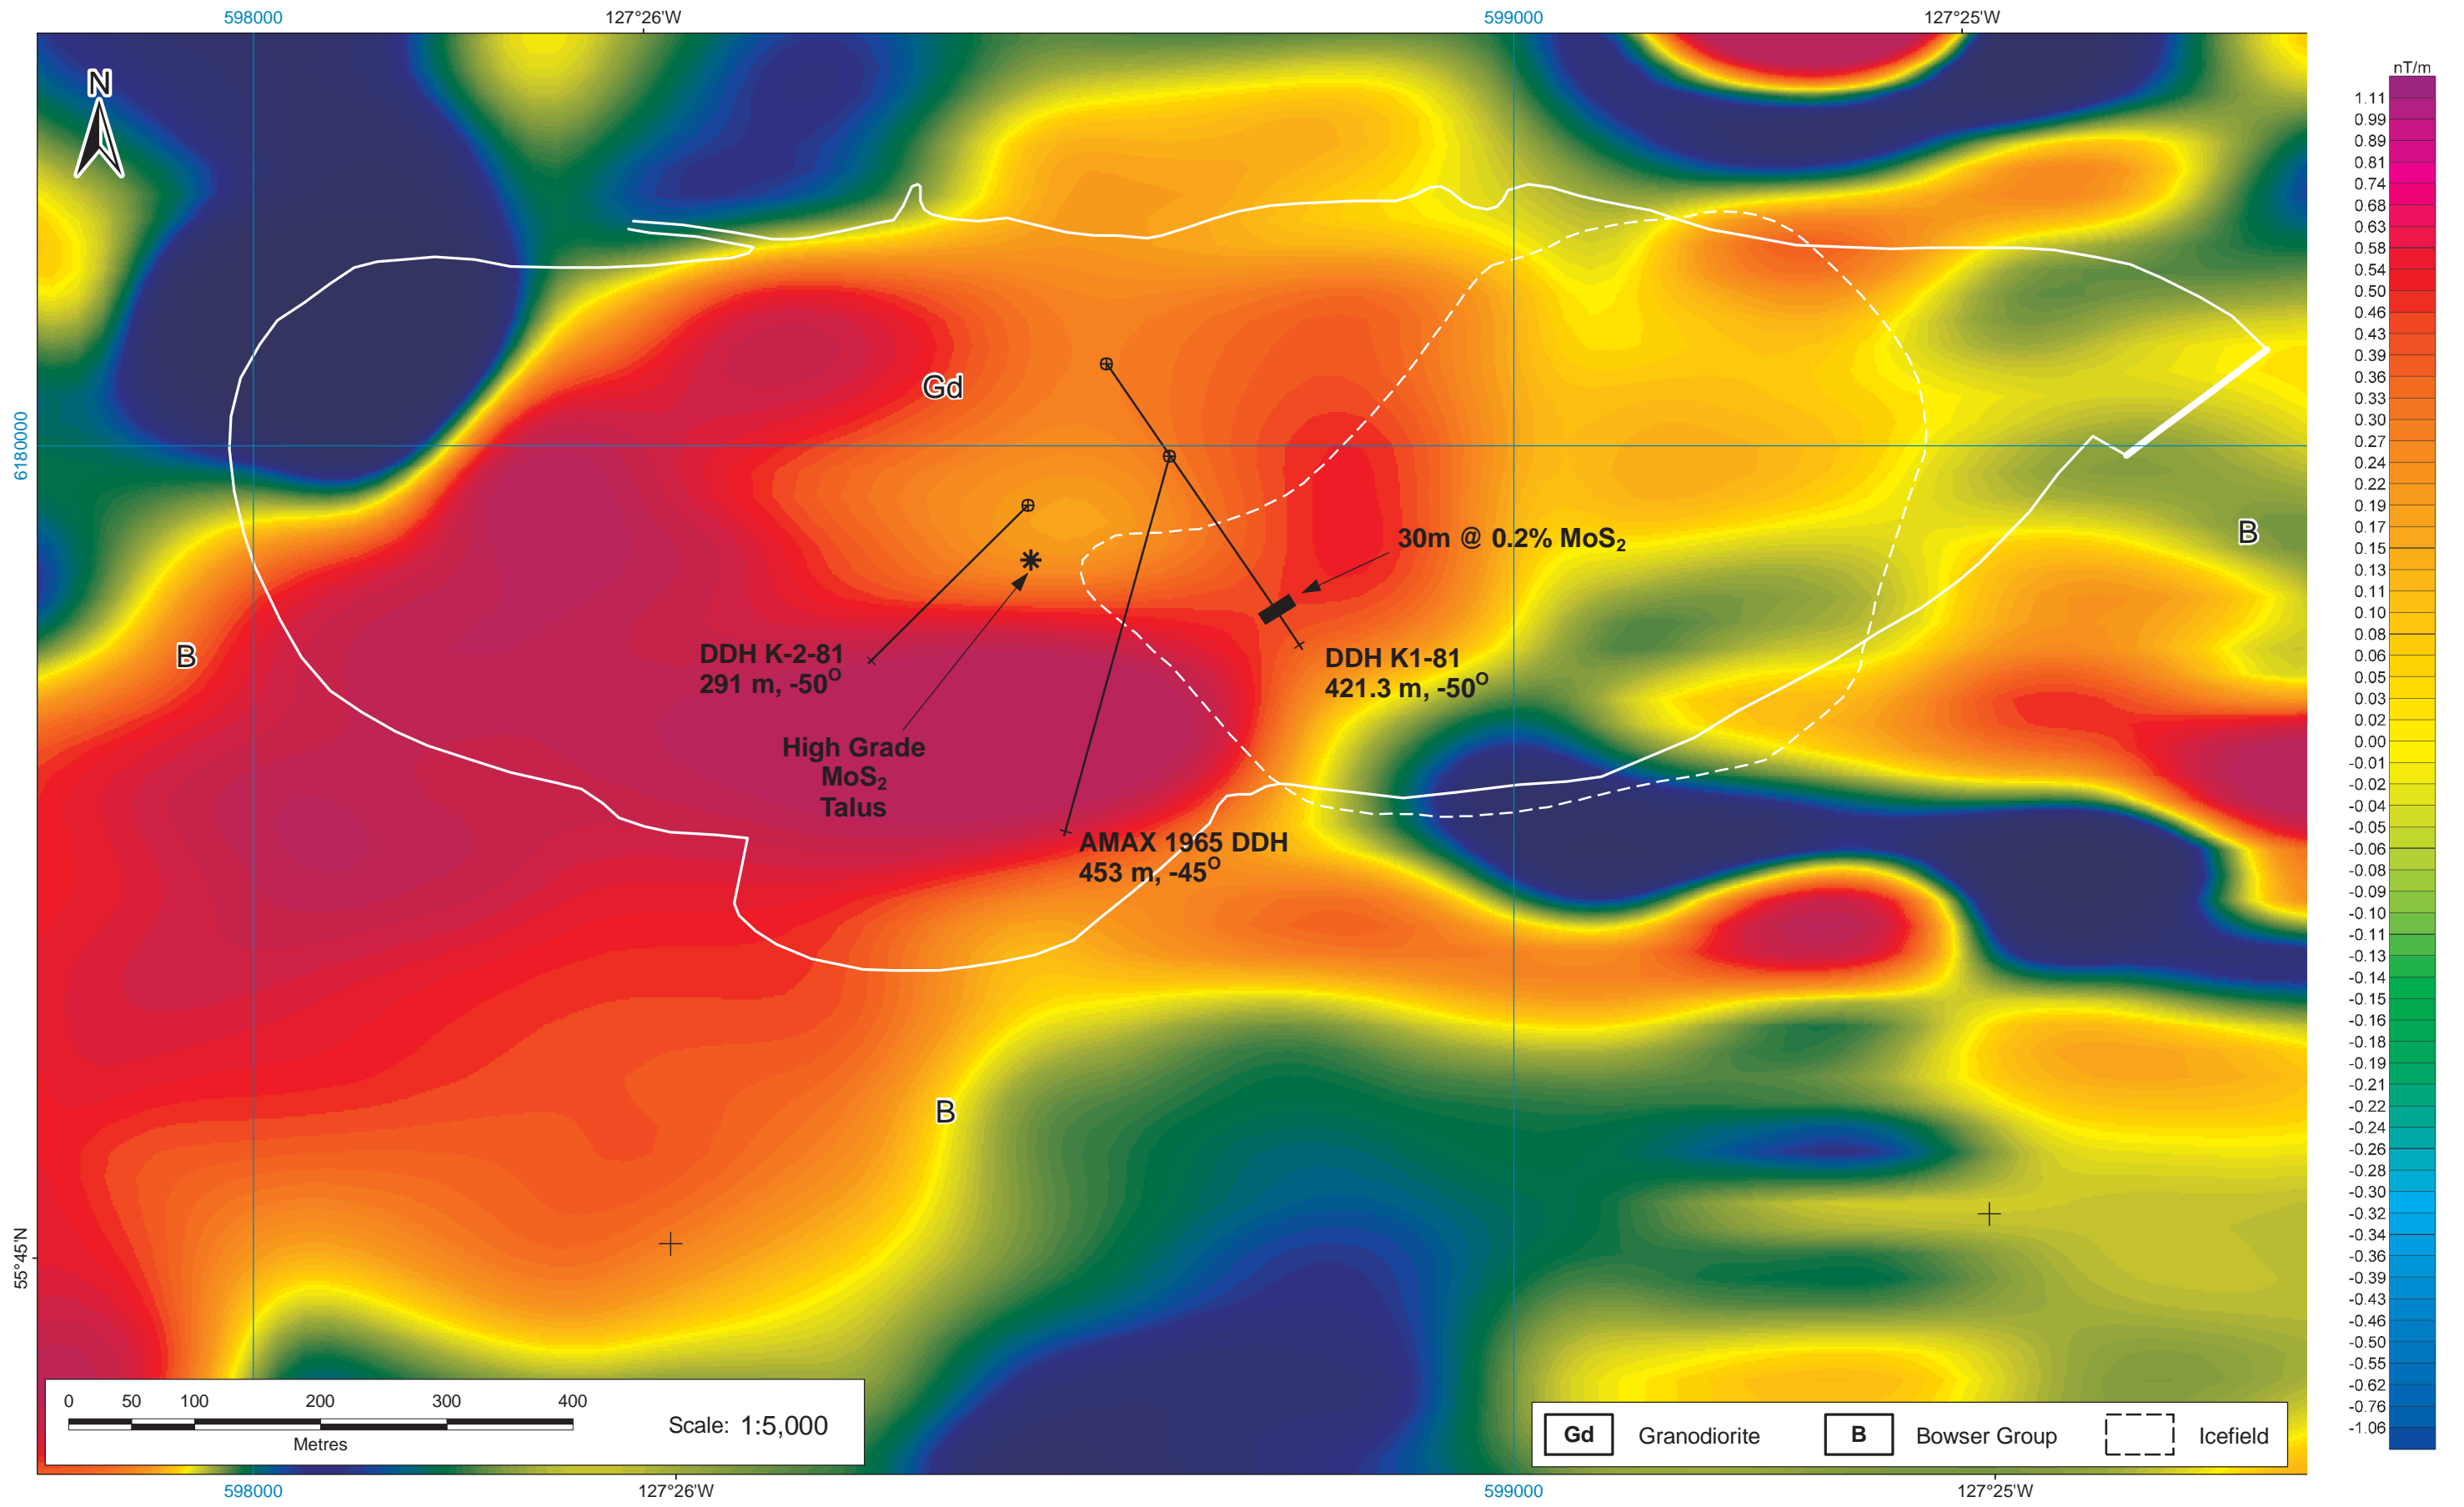 598000
127°26'W
599000
127°25'W
N
nT/m
1.11
0.99
0.89
0.81
0.74
0.68
0.63
0.58
0.54
0.50
0.46
0.43
0.39
0.36
0.33
0.30
0.27
0.24
0.22
0.19
0.17
0.15
0.13
0.11
0.10
0.08
0.06
0.05
0.03
0.02
0.00
-0.01
-0.02
-0.04
-0.05
-0.06
-0.08
-0.09
-0.10
-0.11
-0.13
-0.14
-0.15
-0.16
-0.18
-0.19
-0.21
-0.22
-0.24
-0.26
-0.28
-0.30
-0.32
-0.34
-0.36
-0.39
-0.43
-0.46
-0.50
-0.55
-0.62
-0.76
-1.06
6180000
Gd
30m @ 0.2% MoS₂
B
B
DDH K-2-81
291 m, -50°
DDH K1-81
421.3 m, -50°
High Grade
MoS₂
Talus
AMAX 1965 DDH
453 m, -45°
B
55°45'N
0 50 100 200 300 400
Metres
Scale: 1:5,000
Gd Granodiorite B Bowser Group Icefield
598000
127°26'W
599000
127°25'W